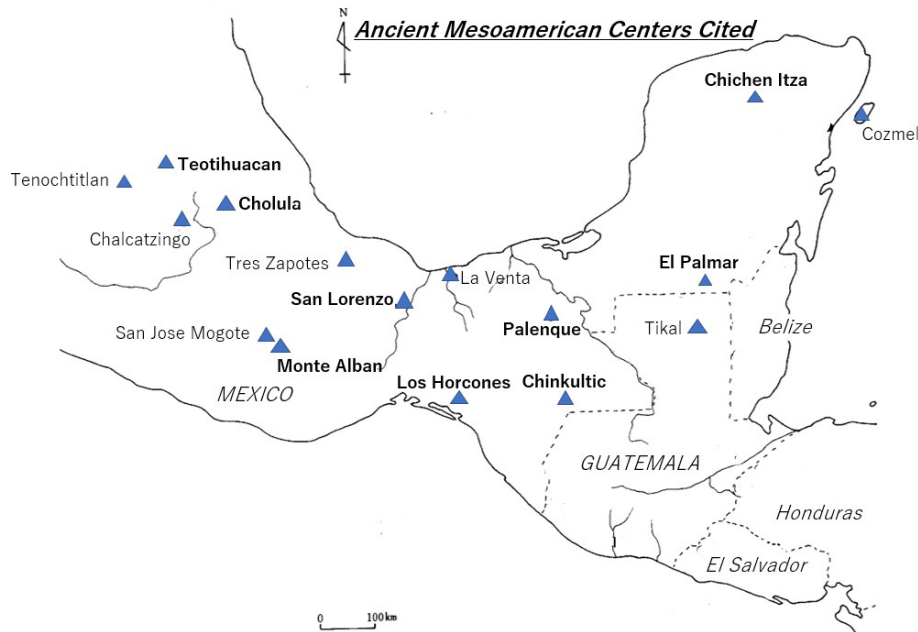 N
Ancient Mesoamerican Centers Cited
Chichen Itza
Cozmel
Teotihuacan
Tenochtitlan
Cholula
Chalcatzingo
Tres Zapotes
La Venta
El Palmar
San Lorenzo
Palenque
Tikal
Belize
San Jose Mogote
Monte Alban
MEXICO
Los Horcones
Chinkultic
GUATEMALA
Honduras
El Salvador
0 100km